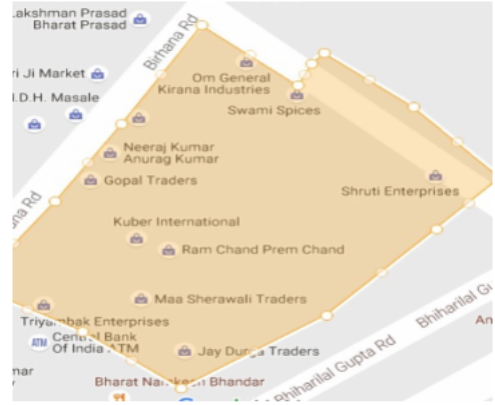 Lakshman Prasad
Bharat Prasad
Birhana Rd
ri Ji Market
Om General
Kirana Industries
I.D.H. Masale
Swami Spices
Neeraj Kumar
Anurag Kumar
Gopal Traders
Shruti Enterprises
na Rd
Kuber International
Ram Chand Prem Chand
Maa Sherawali Traders
Triyambak Enterprises
ATM
Central Bank
Of India ATM
Jay Durga Traders
Bhiharilal Gu
An
mar
Bharat Namkeen Bhandar
Bhiharilal Gupta Rd